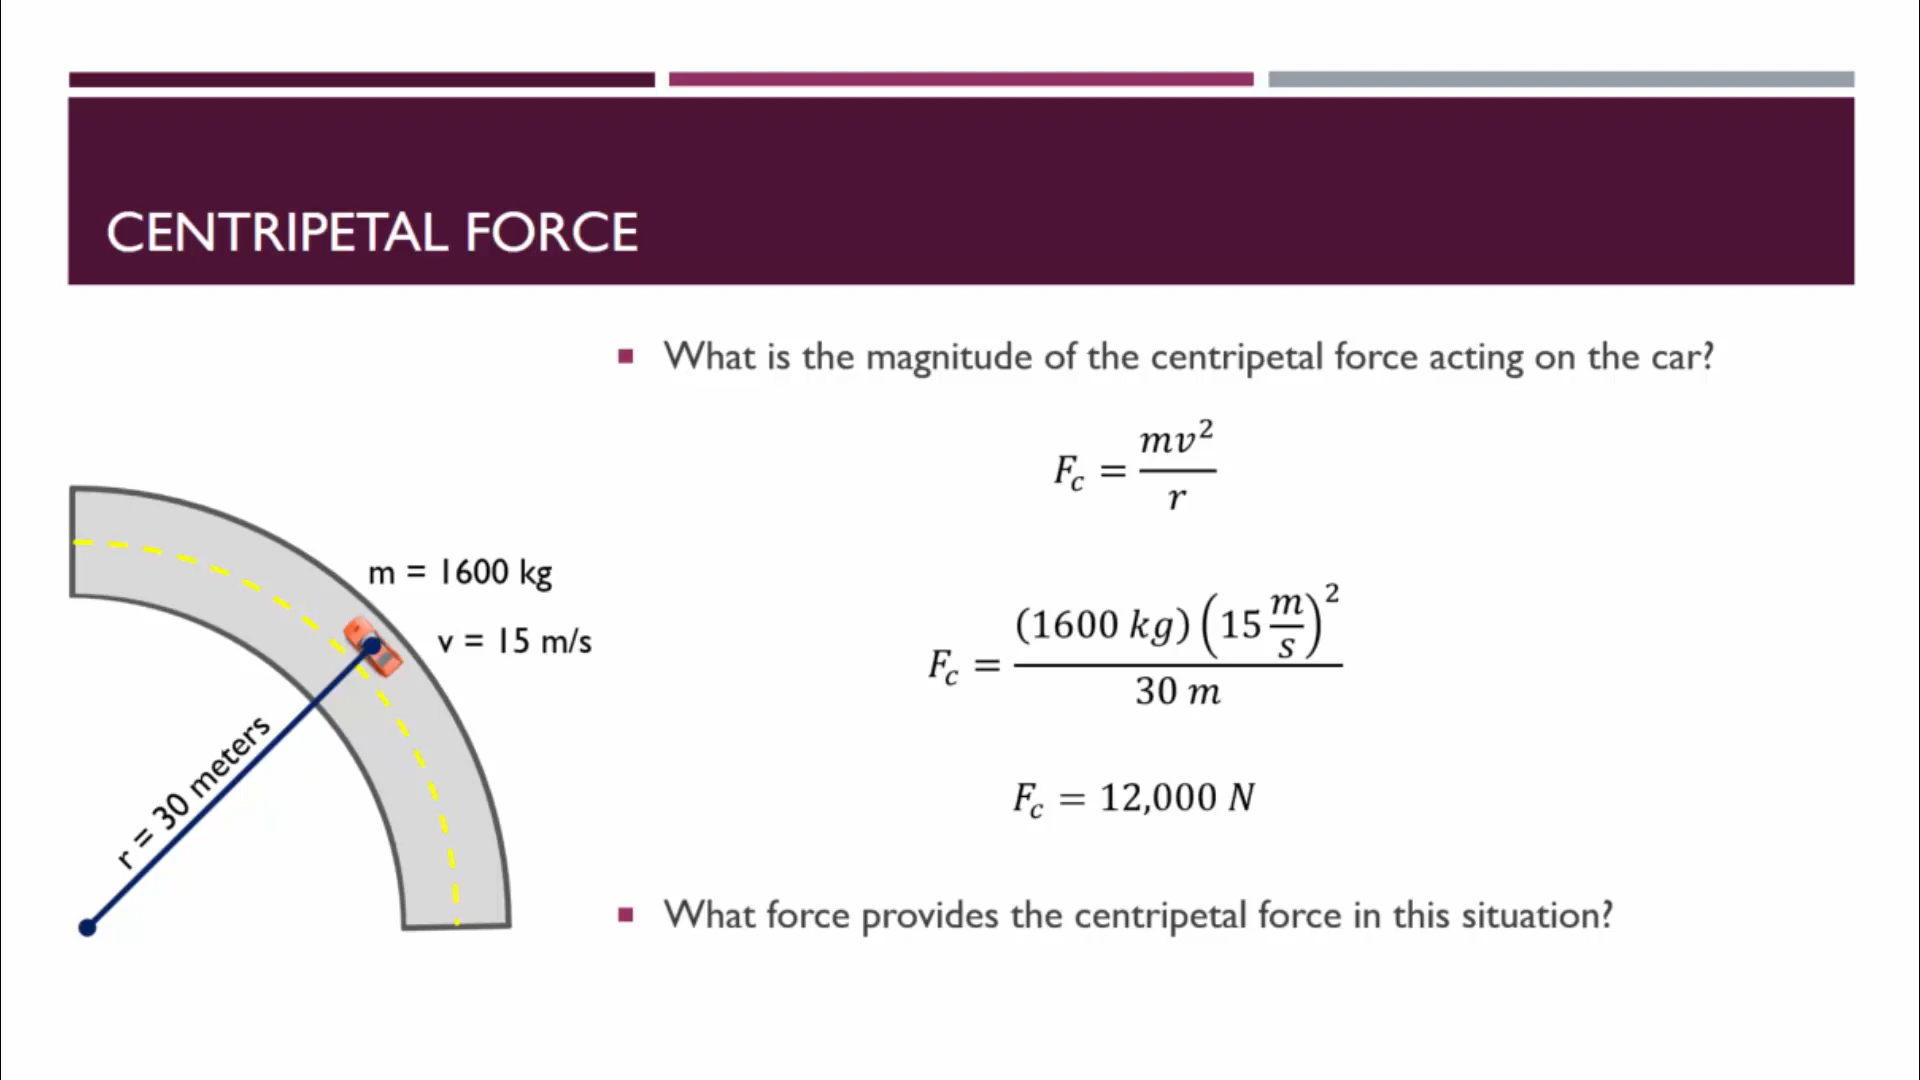 CENTRIPETAL FORCE
What is the magnitude of the centripetal force acting on the car?
F_c = mv²/r
m = 1600 kg
v = 15 m/s
r = 30 meters
F_c = (1600 kg)(15 m/s)²/30 m
F_c = 12,000 N
What force provides the centripetal force in this situation?